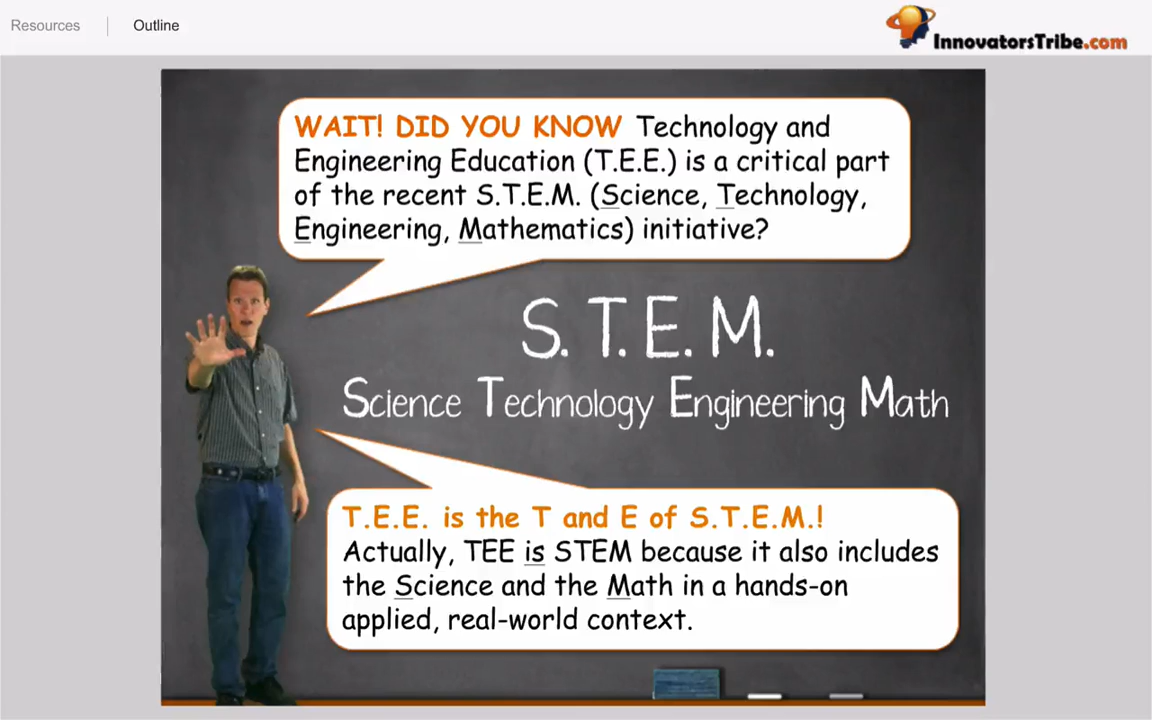 Resources
Outline
InnovatorsTribe.com
WAIT! DID YOU KNOW Technology and
Engineering Education (T.E.E.) is a critical part
of the recent S.T.E.M. (Science, Technology,
Engineering, Mathematics) initiative?
S.T.E.M.
Science Technology Engineering Math
T.E.E. is the T and E of S.T.E.M.!
Actually, TEE is STEM because it also includes
the Science and the Math in a hands-on
applied, real-world context.